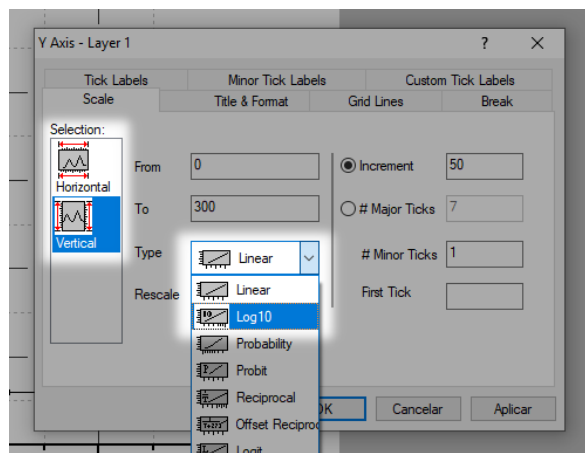 Y Axis - Layer 1
?
Tick Labels Minor Tick Labels Custom Tick Labels
Scale Title & Format Grid Lines Break
Selection:
Horizontal
Vertical
From 0 Increment 50
To 300 # Major Ticks 7
Type Linear # Minor Ticks 1
Rescale First Tick
Linear
Log10
Probability
Probit
Reciprocal
Offset Reciproc
Logit
OK Cancelar Aplicar